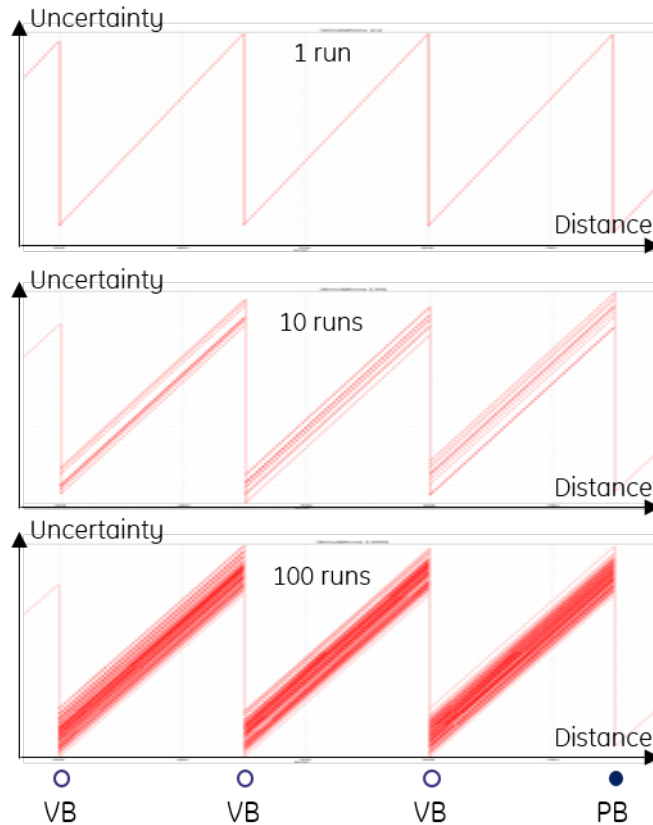 Uncertainty
1 run
Distance
Uncertainty
10 runs
Distance
Uncertainty
100 runs
Distance
VB VB VB PB